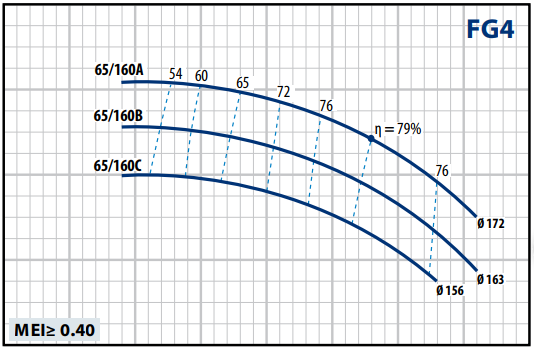 FG4
65/160A
54
60
65
72
76
η = 79%
65/160B
65/160C
76
Ø 172
Ø 163
Ø 156
MEI≥ 0.40